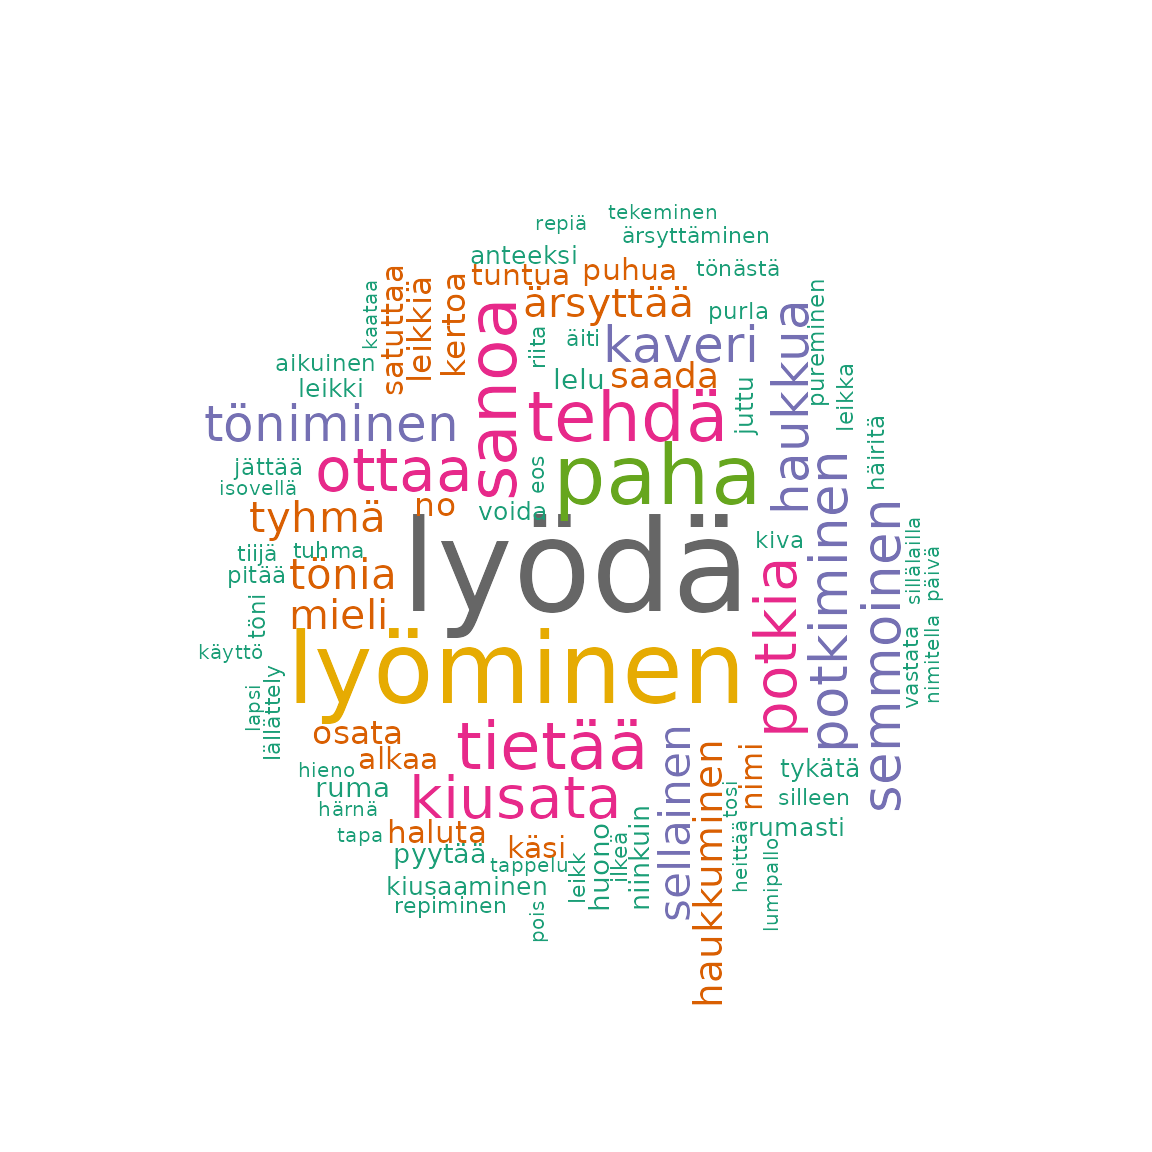 tekeminen
repiä
ärsyttäminen
anteeksi
tuntua
puhua
tönästä
kaataa
satuttaa
leikkiä
kertoa
sanoa
ärsyttää
purla
haukkua
pureminen
riita
äiti
kaveri
aikuinen
leikki
lelu
saada
juttu
leikka
töniminen
tehdä
häiritä
jättää
isovellä
ottaa
eos
paha
potkiminen
semmoinen
tyhmä
no
voida
lyödä
kiva
sillälailla
päivä
tiijä
tuhma
pitää
tönia
potkia
töni
mieli
käyttö
lyöminen
vastata
nimitella
lapsi
lällättely
osata
tietää
alkaa
sellainen
haukkuminen
nimi
tykätä
hieno
ruma
härnä
kiusata
tosi
silleen
tapa
haluta
käsi
niinkuin
huono
ilkeä
heittää
rumasti
pyytää
tappelu
leikk
lumipallo
kiusaaminen
repiminen
pois